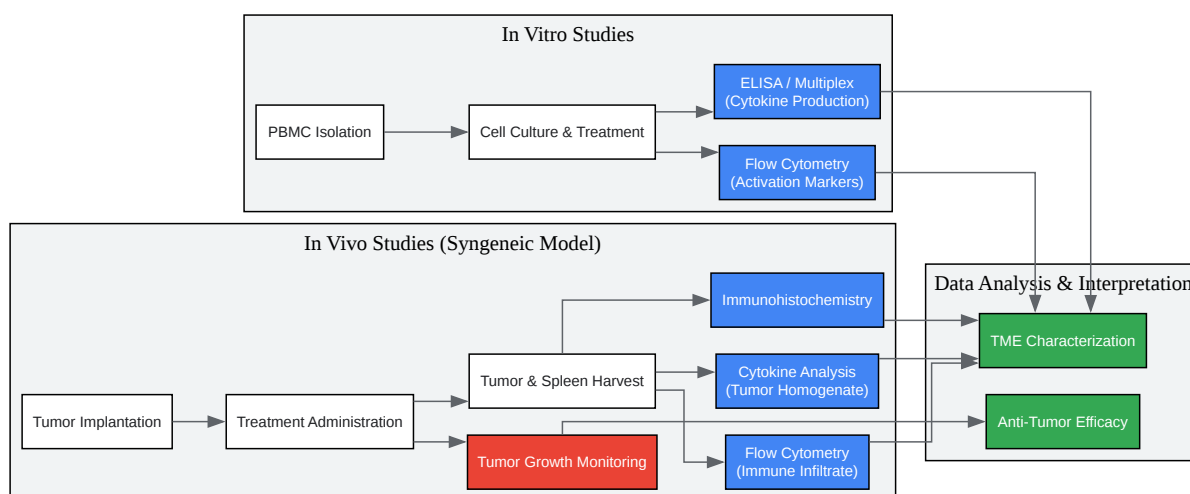 In Vitro Studies
PBMC Isolation
Cell Culture & Treatment
ELISA / Multiplex
(Cytokine Production)
Flow Cytometry
(Activation Markers)
In Vivo Studies (Syngeneic Model)
Tumor Implantation
Treatment Administration
Tumor & Spleen Harvest
Tumor Growth Monitoring
Immunohistochemistry
Cytokine Analysis
(Tumor Homogenate)
Flow Cytometry
(Immune Infiltrate)
Data Analysis & Interpretation
TME Characterization
Anti-Tumor Efficacy